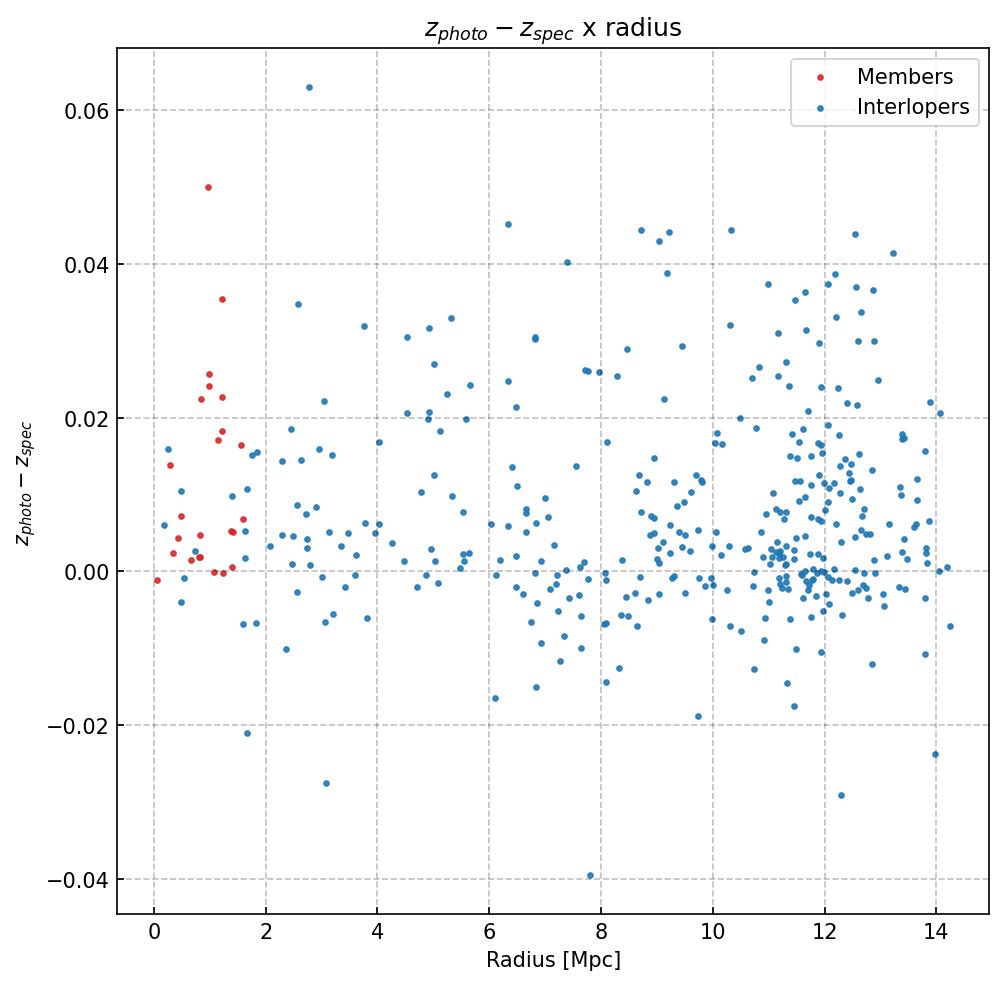 z_photo − z_spec x radius
Members
Interlopers
0.06
0.04
0.02
0.00
−0.02
−0.04
z_photo − z_spec
0 2 4 6 8 10 12 14
Radius [Mpc]